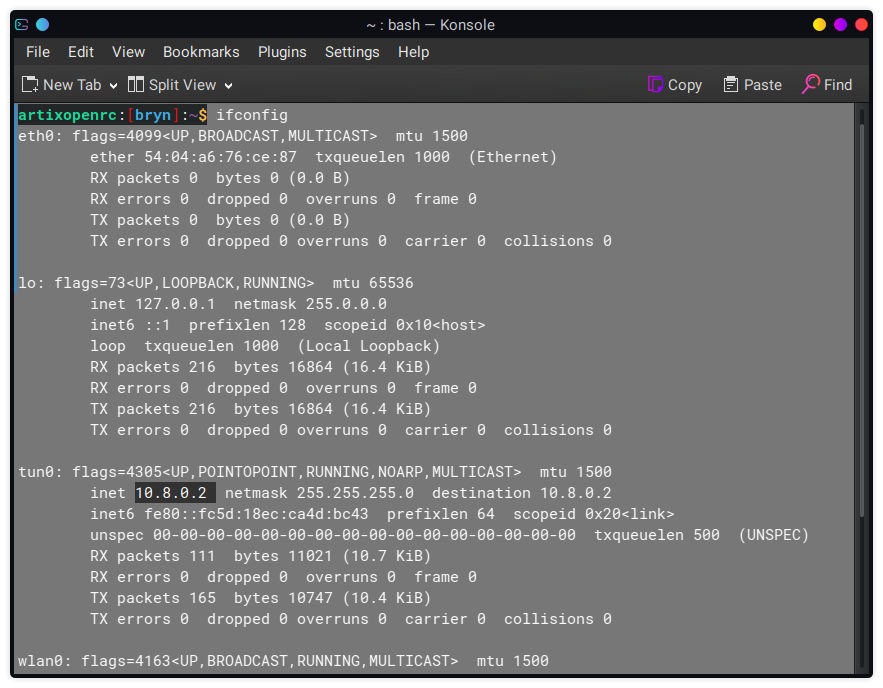 ~ : bash — Konsole
File Edit View Bookmarks Plugins Settings Help
New Tab Split View Copy Paste Find
artixopenrc:[bryn]:~$ ifconfig
eth0: flags=4099<UP,BROADCAST,MULTICAST>  mtu 1500
        ether 54:04:a6:76:ce:87  txqueuelen 1000  (Ethernet)
        RX packets 0  bytes 0 (0.0 B)
        RX errors 0  dropped 0  overruns 0  frame 0
        TX packets 0  bytes 0 (0.0 B)
        TX errors 0  dropped 0 overruns 0  carrier 0  collisions 0

lo: flags=73<UP,LOOPBACK,RUNNING>  mtu 65536
        inet 127.0.0.1  netmask 255.0.0.0
        inet6 ::1  prefixlen 128  scopeid 0x10<host>
        loop  txqueuelen 1000  (Local Loopback)
        RX packets 216  bytes 16864 (16.4 KiB)
        RX errors 0  dropped 0  overruns 0  frame 0
        TX packets 216  bytes 16864 (16.4 KiB)
        TX errors 0  dropped 0 overruns 0  carrier 0  collisions 0

tun0: flags=4305<UP,POINTOPOINT,RUNNING,NOARP,MULTICAST>  mtu 1500
        inet 10.8.0.2  netmask 255.255.255.0  destination 10.8.0.2
        inet6 fe80::fc5d:18ec:ca4d:bc43  prefixlen 64  scopeid 0x20<link>
        unspec 00-00-00-00-00-00-00-00-00-00-00-00-00-00-00-00  txqueuelen 500  (UNSPEC)
        RX packets 111  bytes 11021 (10.7 KiB)
        RX errors 0  dropped 0  overruns 0  frame 0
        TX packets 165  bytes 10747 (10.4 KiB)
        TX errors 0  dropped 0 overruns 0  carrier 0  collisions 0

wlan0: flags=4163<UP,BROADCAST,RUNNING,MULTICAST>  mtu 1500